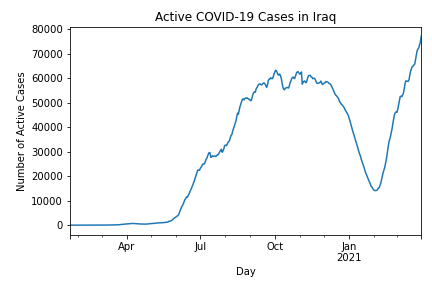 Active COVID-19 Cases in Iraq
80000
70000
60000
50000
40000
30000
20000
10000
0
Number of Active Cases
Apr
Jul
Oct
Jan
2021
Day